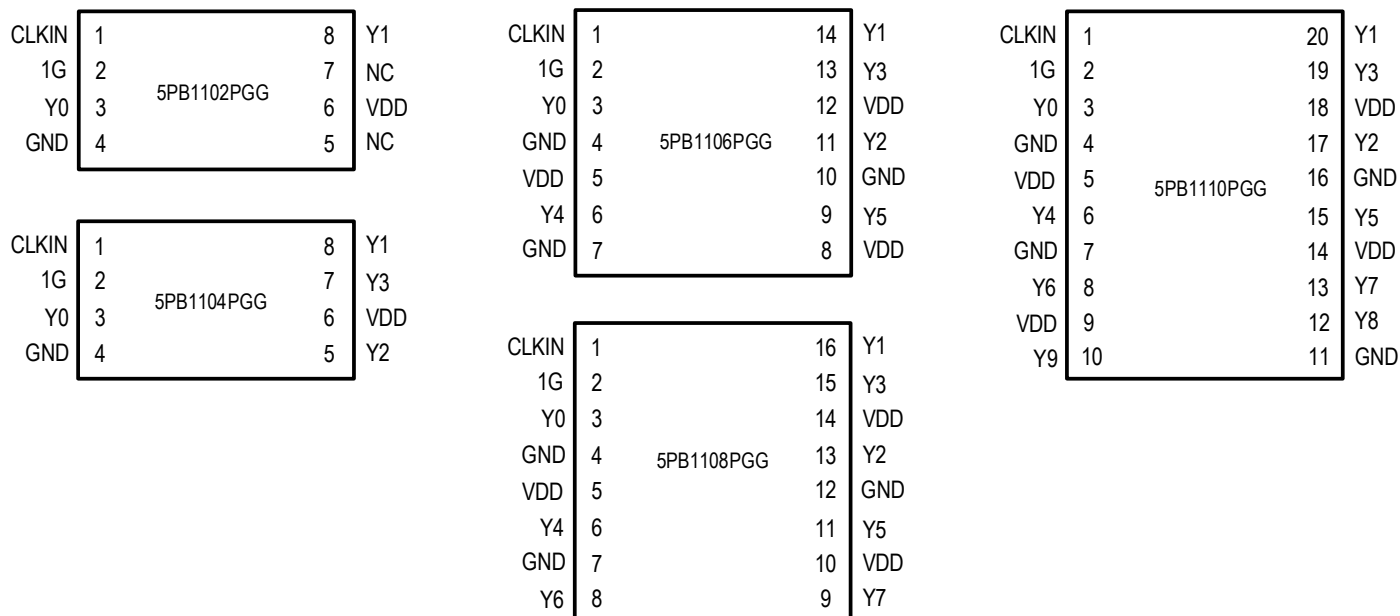 CLKIN 1 8 Y1
1G 2 7 NC
5PB1102PGG
Y0 3 6 VDD
GND 4 5 NC
CLKIN 1 8 Y1
1G 2 7 Y3
5PB1104PGG
Y0 3 6 VDD
GND 4 5 Y2
CLKIN 1 14 Y1
1G 2 13 Y3
Y0 3 12 VDD
GND 4 5PB1106PGG 11 Y2
VDD 5 10 GND
Y4 6 9 Y5
GND 7 8 VDD
CLKIN 1 16 Y1
1G 2 15 Y3
Y0 3 14 VDD
GND 4 5PB1108PGG 13 Y2
VDD 5 12 GND
Y4 6 11 Y5
GND 7 10 VDD
Y6 8 9 Y7
CLKIN 1 20 Y1
1G 2 19 Y3
Y0 3 18 VDD
GND 4 17 Y2
VDD 5 5PB1110PGG 16 GND
Y4 6 15 Y5
GND 7 14 VDD
Y6 8 13 Y7
VDD 9 12 Y8
Y9 10 11 GND